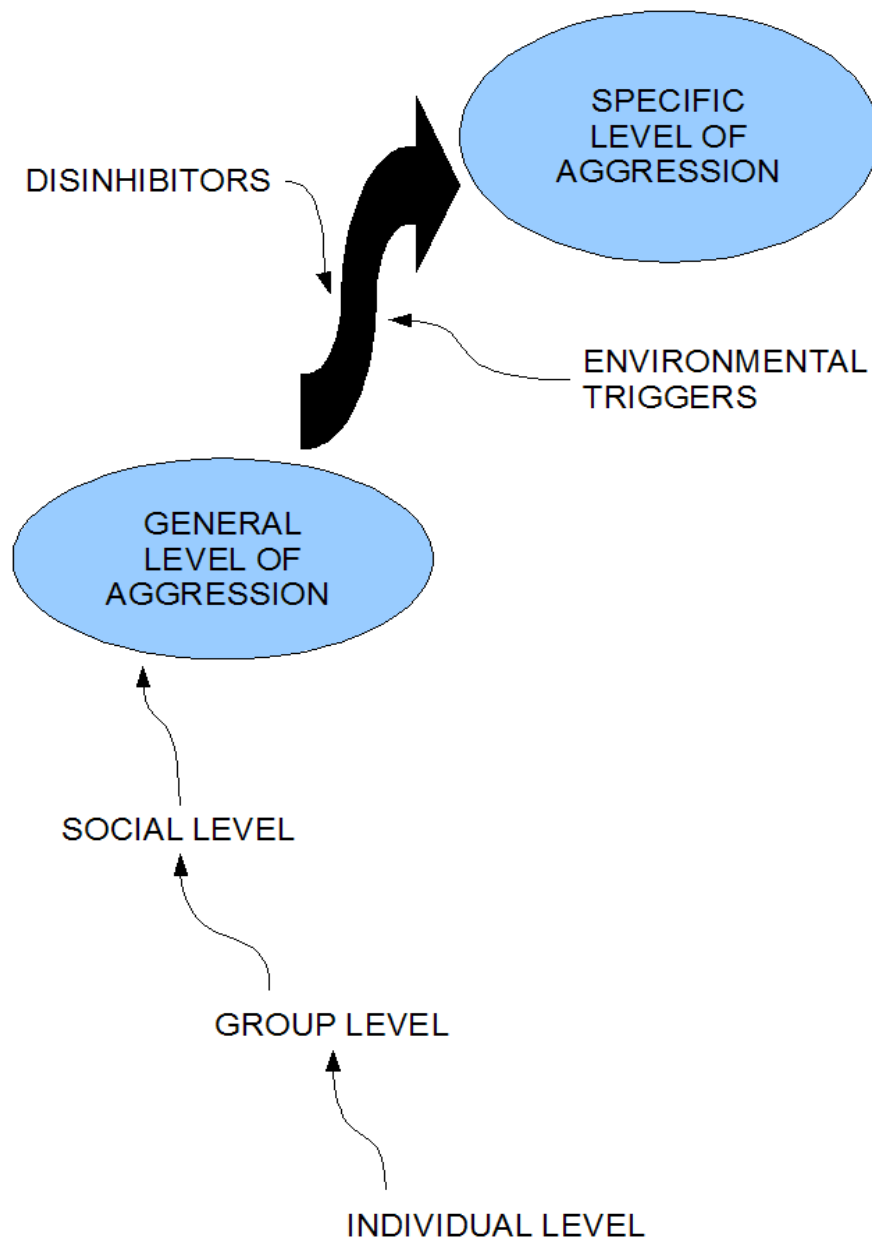 SPECIFIC
LEVEL OF
AGGRESSION
DISINHIBITORS
ENVIRONMENTAL
TRIGGERS
GENERAL
LEVEL OF
AGGRESSION
SOCIAL LEVEL
GROUP LEVEL
INDIVIDUAL LEVEL